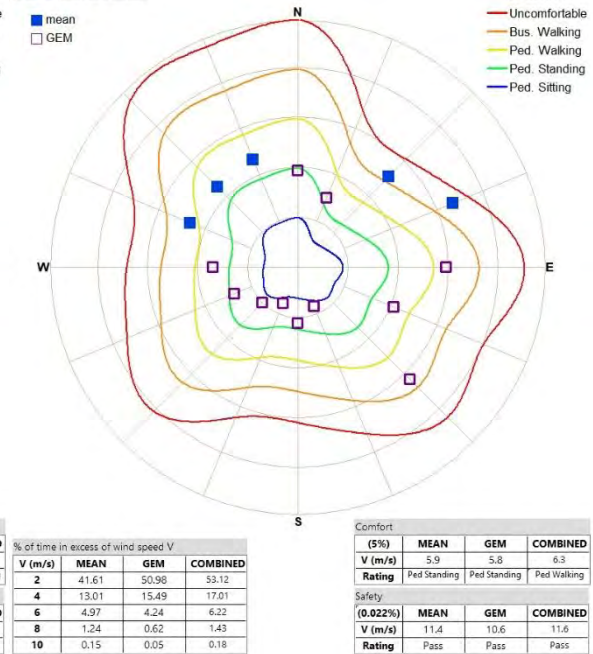 N
mean
GEM
Uncomfortable
Bus. Walking
Ped. Walking
Ped. Standing
Ped. Sitting
W
E
S
% of time in excess of wind speed V
V (m/s) MEAN GEM COMBINED
2 41.61 50.98 53.12
4 13.01 15.49 17.01
6 4.97 4.24 6.22
8 1.24 0.62 1.43
10 0.15 0.05 0.18
Comfort
(5%) MEAN GEM COMBINED
V (m/s) 5.9 5.8 6.3
Rating Ped Standing Ped Standing Ped Walking
Safety
(0.022%) MEAN GEM COMBINED
V (m/s) 11.4 10.6 11.6
Rating Pass Pass Pass